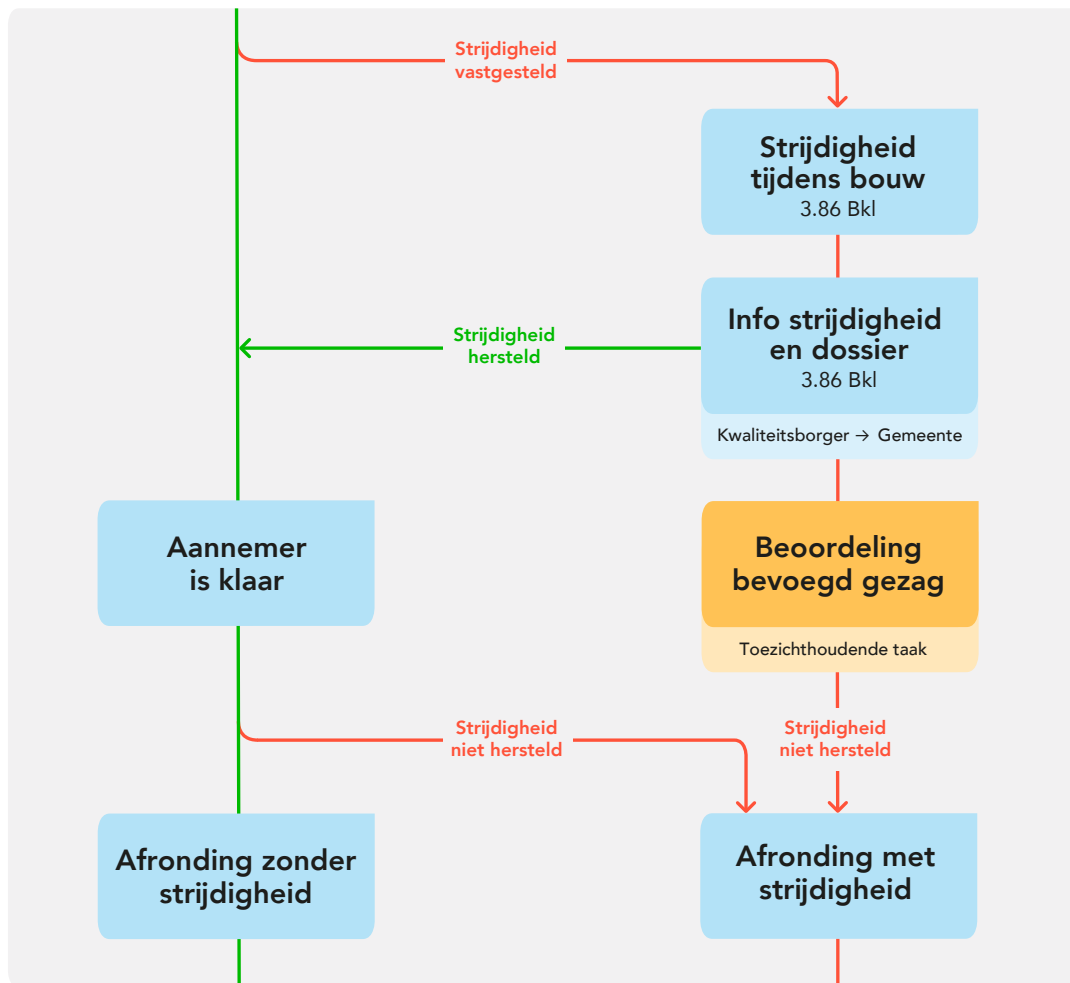 Strijdigheid
vastgesteld
Strijdigheid
tijdens bouw
3.86 Bkl
Info strijdigheid
en dossier
3.86 Bkl
Kwaliteitsborger → Gemeente
Strijdigheid
hersteld
Aannemer
is klaar
Beoordeling
bevoegd gezag
Toezichthoudende taak
Strijdigheid
niet hersteld
Strijdigheid
niet hersteld
Afronding zonder
strijdigheid
Afronding met
strijdigheid